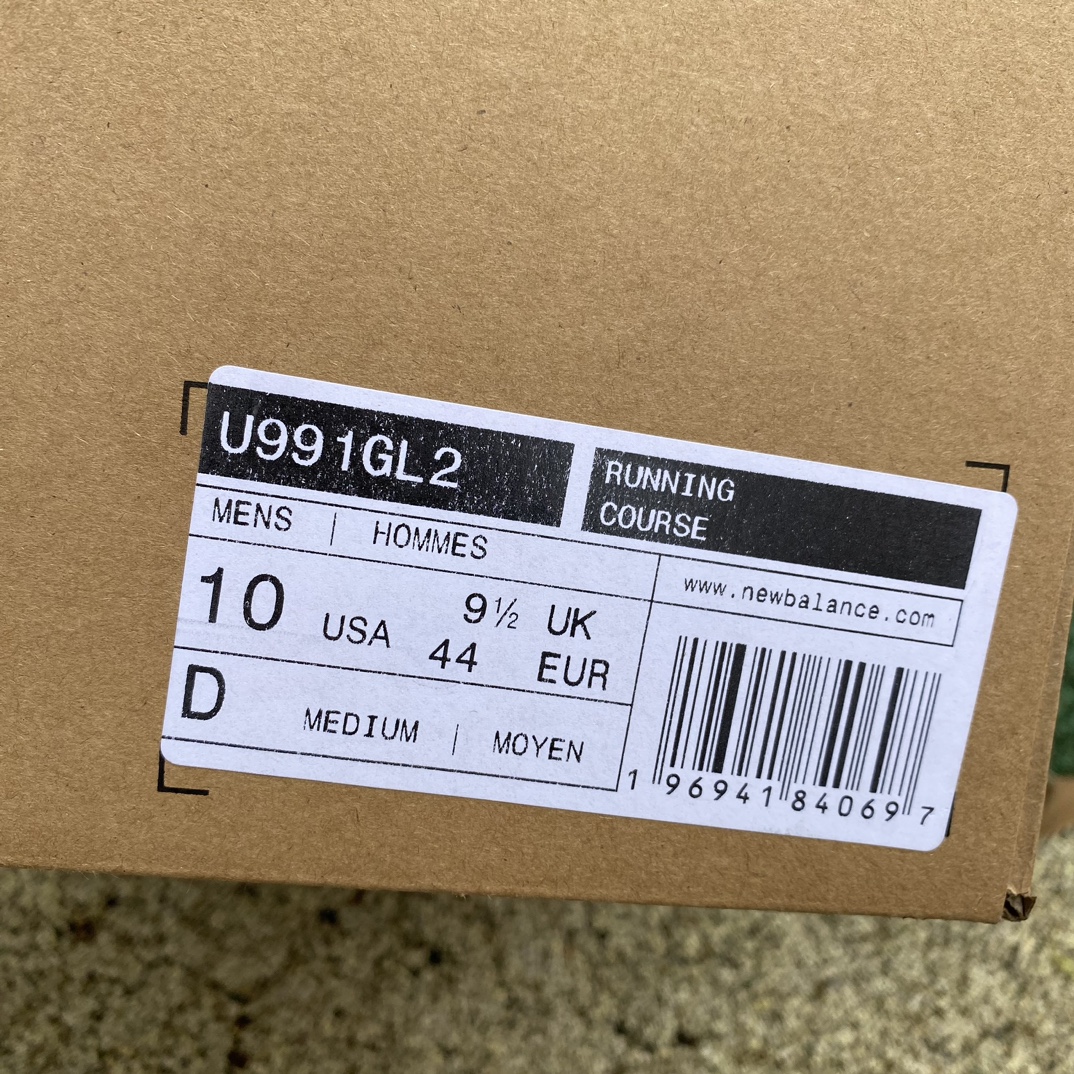 U991GL2
RUNNING
COURSE
MENS | HOMMES
www.newbalance.com
10 USA 9½ UK
44 EUR
D MEDIUM | MOYEN
1 96941 84069 7